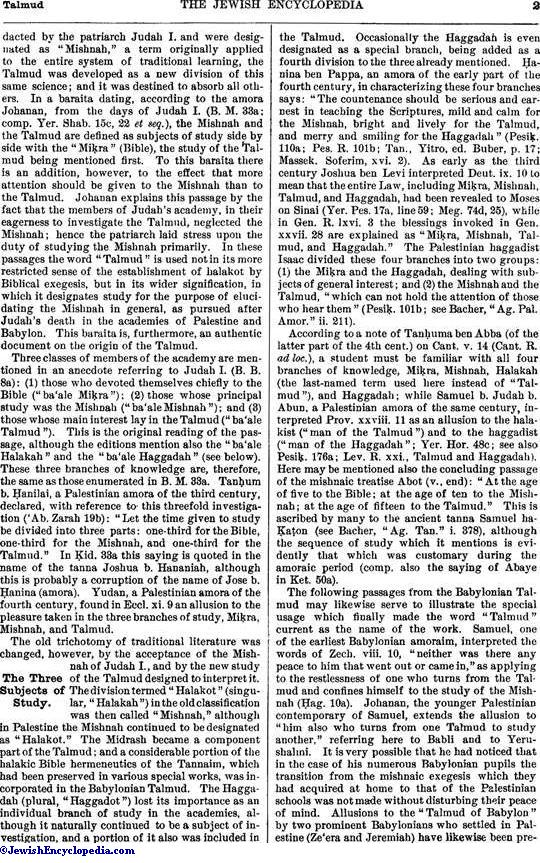 Talmud THE JEWISH ENCYCLOPEDIA 2
dacted by the patriarch Judah I. and were desig-
nated as "Mishnah," a term originally applied
to the entire system of traditional learning, the
Talmud was developed as a new division of this
same science; and it was destined to absorb all oth-
ers. In a baraita dating, according to the amora
Johanan, from the days of Judah I. (B. M. 33a;
comp. Yer. Shab. 15c, 22 et seq.), the Mishnah and
the Talmud are defined as subjects of study side by
side with the "Miḳra" (Bible), the study of the Tal-
mud being mentioned first. To this baraita there
is an addition, however, to the effect that more
attention should be given to the Mishnah than to
the Talmud. Johanan explains this passage by the
fact that the members of Judah's academy, in their
eagerness to investigate the Talmud, neglected the
Mishnah; hence the patriarch laid stress upon the
duty of studying the Mishnah primarily. In these
passages the word "Talmud" is used not in its more
restricted sense of the establishment of halakot by
Biblical exegesis, but in its wider signification, in
which it designates study for the purpose of eluci-
dating the Mishnah in general, as pursued after
Judah's death in the academies of Palestine and
Babylon. This baraita is, furthermore, an authentic
document on the origin of the Talmud.
Three classes of members of the academy are men-
tioned in an anecdote referring to Judah I. (B. B.
8a): (1) those who devoted themselves chiefly to the
Bible ("ba'ale Miḳra"); (2) those whose principal
study was the Mishnah ("ba'ale Mishnah"); and (3)
those whose main interest lay in the Talmud ("ba'ale
Talmud"). This is the original reading of the pas-
sage, although the editions mention also the "ba'ale
Halakah" and the "ba'ale Haggadah" (see below).
These three branches of knowledge are, therefore,
the same as those enumerated in B. M. 33a. Tanḥum
b. Ḥanilai, a Palestinian amora of the third century,
declared, with reference to this threefold investiga-
tion ('Ab. Zarah 19b): "Let the time given to study
be divided into three parts: one-third for the Bible,
one-third for the Mishnah, and one-third for the
Talmud." In Ḳid. 33a this saying is quoted in the
name of the tanna Joshua b. Hananiah, although
this is probably a corruption of the name of Jose b.
Ḥanina (amora). Yudan, a Palestinian amora of the
fourth century, found in Eccl. xi. 9 an allusion to the
pleasure taken in the three branches of study, Miḳra,
Mishnah, and Talmud.
The old trichotomy of traditional literature was
changed, however, by the acceptance of the Mish-
nah of Judah I., and by the new study
The Three of the Talmud designed to interpret it.
Subjects of The division termed "Halakot" (singu-
Study. lar, "Halakah") in the old classification
was then called "Mishnah," although
in Palestine the Mishnah continued to be designated
as "Halakot." The Midrash became a component
part of the Talmud; and a considerable portion of the
halakic Bible hermeneutics of the Tannaim, which
had been preserved in various special works, was in-
corporated in the Babylonian Talmud. The Hagga-
dah (plural, "Haggadot") lost its importance as an
individual branch of study in the academies, al-
though it naturally continued to be a subject of in-
vestigation, and a portion of it also was included in
the Talmud. Occasionally the Haggadah is even
designated as a special branch, being added as a
fourth division to the three already mentioned. Ḥa-
nina ben Pappa, an amora of the early part of the
fourth century, in characterizing these four branches
says: "The countenance should be serious and ear-
nest in teaching the Scriptures, mild and calm for
the Mishnah, bright and lively for the Talmud,
and merry and smiling for the Haggadah" (Pesiḳ.
110a; Pes. R. 101b; Tan., Yitro, ed. Buber, p. 17;
Massek. Soferim, xvi. 2). As early as the third
century Joshua ben Levi interpreted Deut. ix. 10 to
mean that the entire Law, including Miḳra, Mishnah,
Talmud, and Haggadah, had been revealed to Moses
on Sinai (Yer. Pes. 17a, line 59; Meg. 74d, 25), while
in Gen. R. lxvi. 3 the blessings invoked in Gen.
xxvii. 28 are explained as "Miḳra, Mishnah, Tal-
mud, and Haggadah." The Palestinian haggadist
Isaac divided these four branches into two groups:
(1) the Miḳra and the Haggadah, dealing with sub-
jects of general interest; and (2) the Mishnah and the
Talmud, "which can not hold the attention of those
who hear them" (Pesiḳ. 101b; see Bacher, "Ag. Pal.
Amor." ii. 211).
According to a note of Tanḥuma ben Abba (of the
latter part of the 4th cent.) on Cant. v. 14 (Cant. R.
ad loc.), a student must be familiar with all four
branches of knowledge, Miḳra, Mishnah, Halakah
(the last-named term used here instead of "Tal-
mud"), and Haggadah; while Samuel b. Judah b.
Abun, a Palestinian amora of the same century, in-
terpreted Prov. xxviii. 11 as an allusion to the hala-
kist ("man of the Talmud") and to the haggadist
("man of the Haggadah"; Yer. Hor. 48c; see also
Pesiḳ. 176a; Lev. R. xxi., Talmud and Haggadah).
Here may be mentioned also the concluding passage
of the mishnaic treatise Abot (v., end): "At the age
of five to the Bible; at the age of ten to the Mish-
nah; at the age of fifteen to the Talmud." This is
ascribed by many to the ancient tanna Samuel ha-
Ḳaṭon (see Bacher, "Ag. Tan." i. 378), although
the sequence of study which it mentions is evi-
dently that which was customary during the
amoraic period (comp. also the saying of Abaye
in Ket. 50a).
The following passages from the Babylonian Tal-
mud may likewise serve to illustrate the special
usage which finally made the word "Talmud"
current as the name of the work. Samuel, one
of the earliest Babylonian amoraim, interpreted the
words of Zech. viii. 10, "neither was there any
peace to him that went out or came in," as applying
to the restlessness of one who turns from the Tal-
mud and confines himself to the study of the Mish-
nah (Ḥag. 10a). Johanan, the younger Palestinian
contemporary of Samuel, extends the allusion to
"him also who turns from one Talmud to study
another," referring here to Babli and to Yeru-
shalmi. It is very possible that he had noticed that
in the case of his numerous Babylonian pupils the
transition from the mishnaic exegesis which they
had acquired at home to that of the Palestinian
schools was not made without disturbing their peace
of mind. Allusions to the "Talmud of Babylon"
by two prominent Babylonians who settled in Pal-
estine (Ze'era and Jeremiah) have likewise been pre-
©JewishEncyclopedia.com